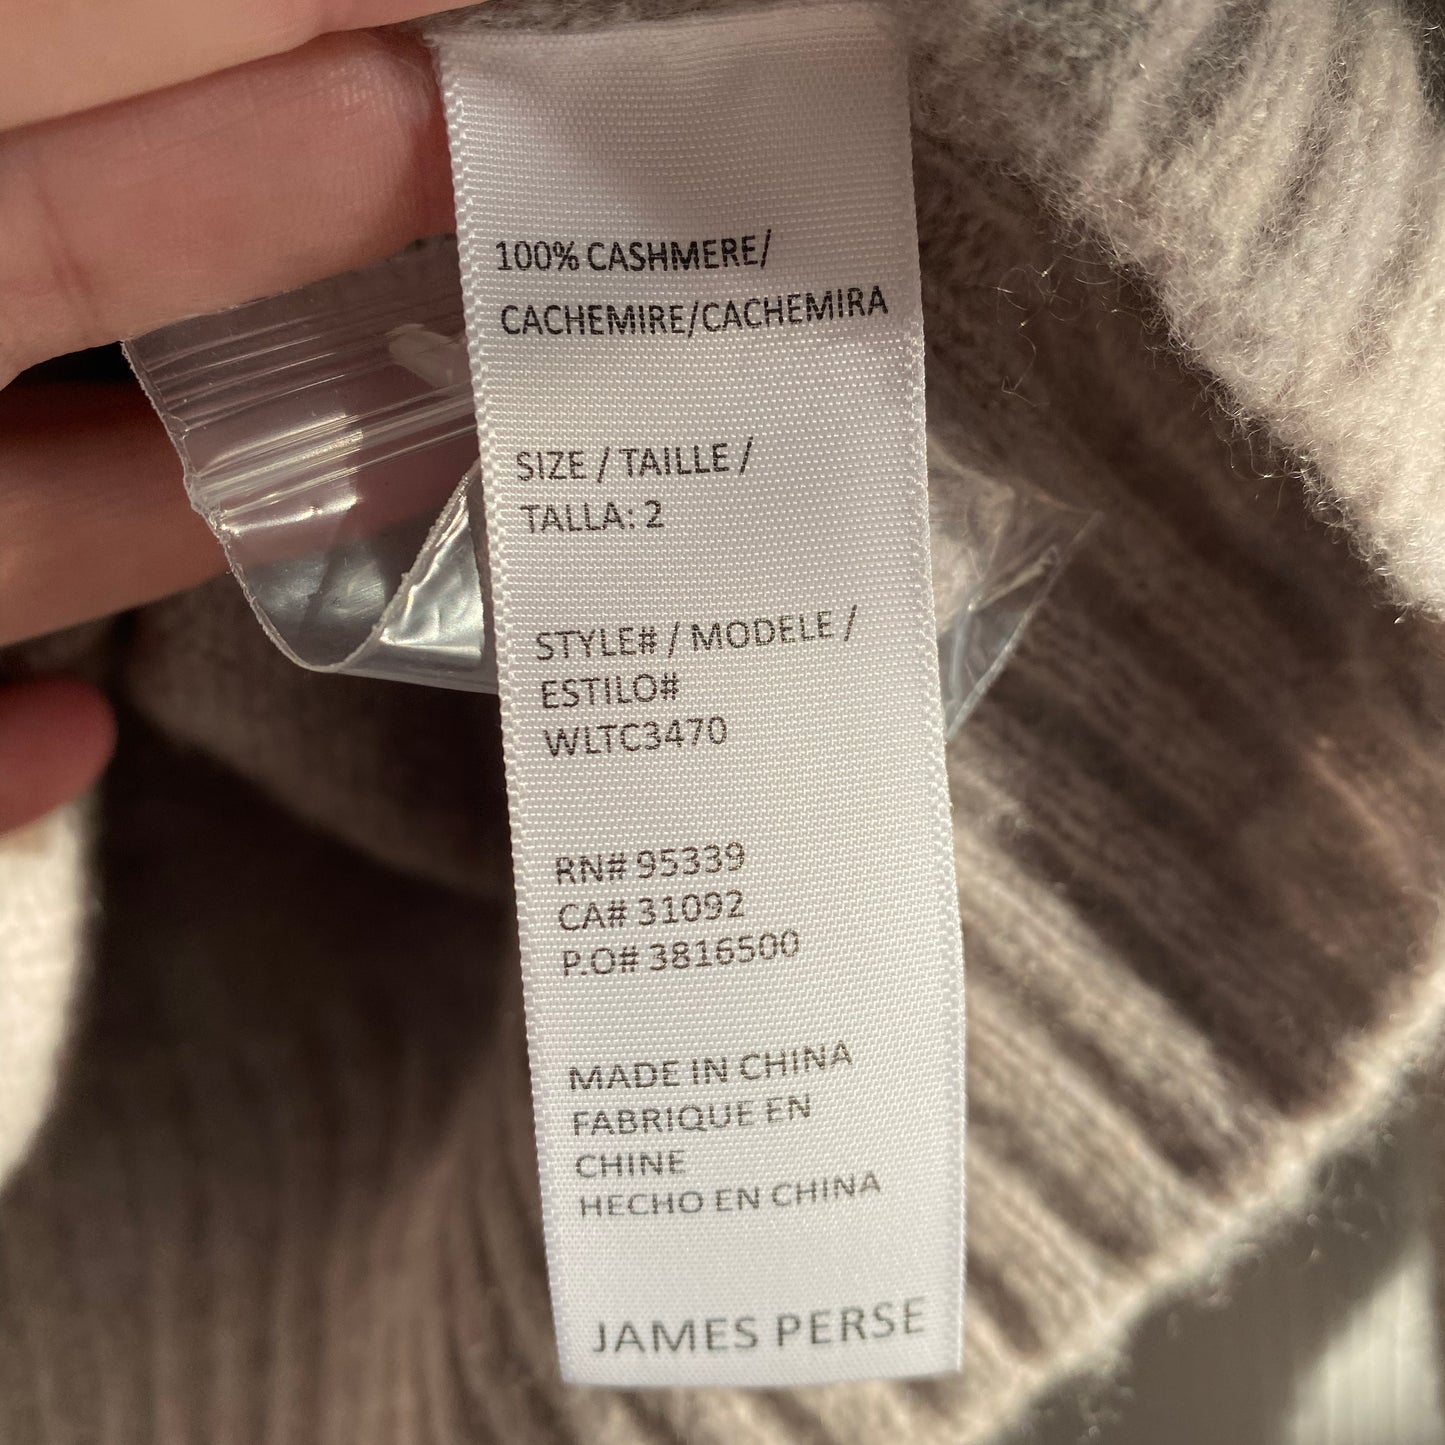 100% CASHMERE/
CACHEMIRE/CACHEMIRA
SIZE / TAILLE /
TALLA: 2
STYLE# / MODELE /
ESTILO#
WLTC3470
RN# 95339
CA# 31092
P.O# 3816500
MADE IN CHINA
FABRIQUE EN
CHINE
HECHO EN CHINA
JAMES PERSE